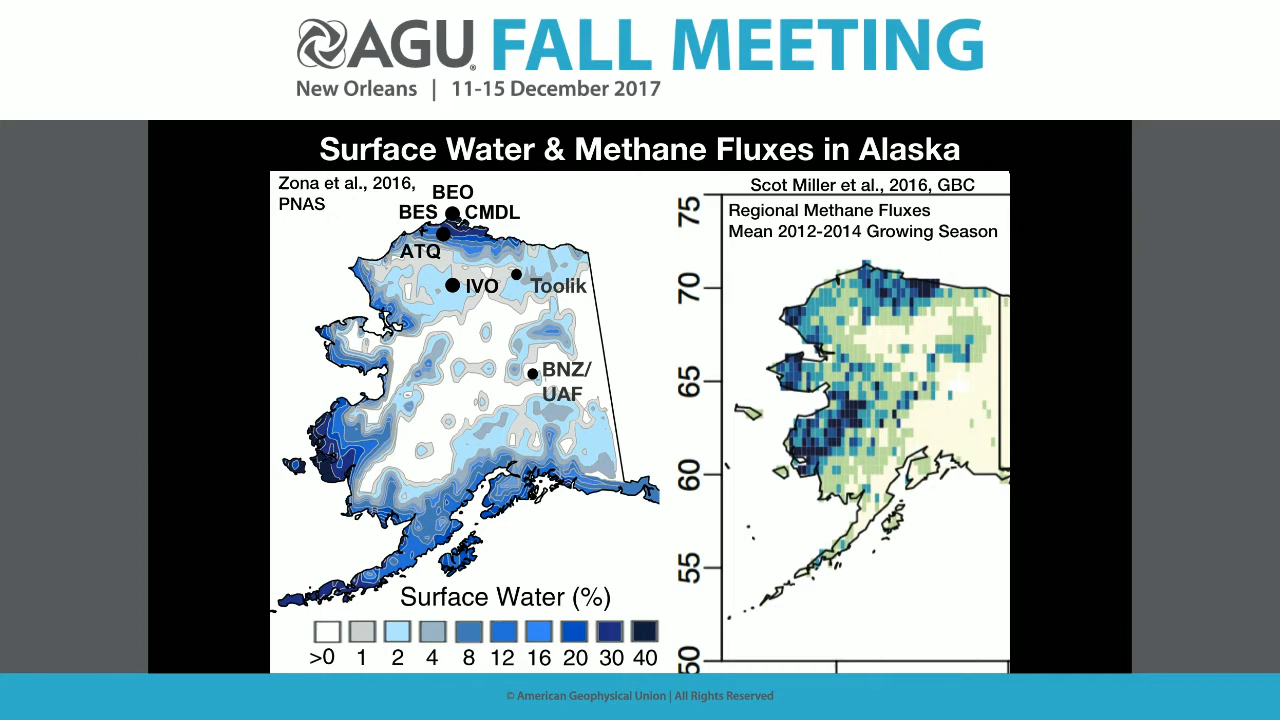 AGU FALL MEETING
New Orleans | 11-15 December 2017
Surface Water & Methane Fluxes in Alaska
Zona et al., 2016,
PNAS
BEO
BES CMDL
ATQ
IVO
Toolik
BNZ/
UAF
Surface Water (%)
>0 1 2 4 8 12 16 20 30 40
Scot Miller et al., 2016, GBC
Regional Methane Fluxes
Mean 2012-2014 Growing Season
75
70
65
60
55
50
© American Geophysical Union | All Rights Reserved